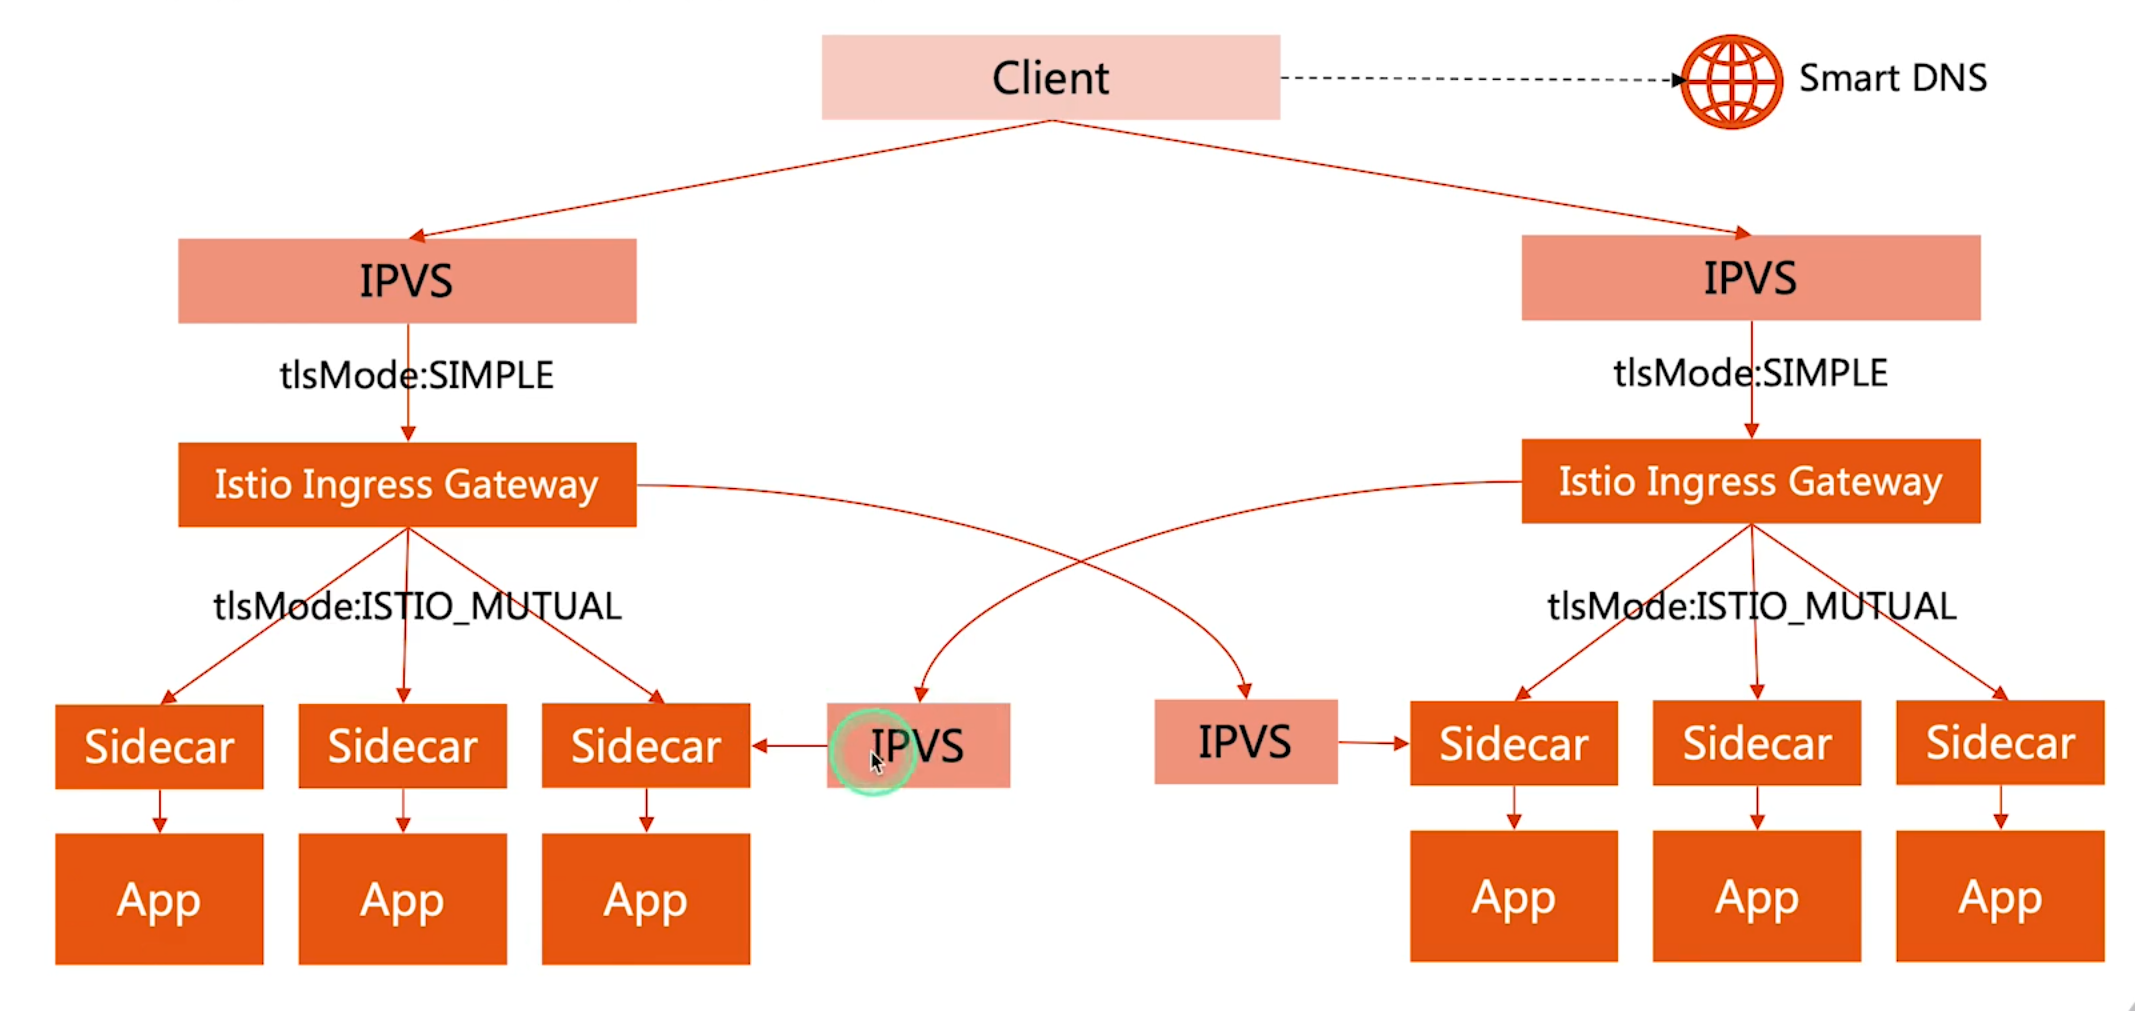 Client
Smart DNS
IPVS
IPVS
tlsMode:SIMPLE
tlsMode:SIMPLE
Istio Ingress Gateway
Istio Ingress Gateway
tlsMode:ISTIO_MUTUAL
tlsMode:ISTIO_MUTUAL
Sidecar
Sidecar
Sidecar
IPVS
IPVS
Sidecar
Sidecar
Sidecar
App
App
App
App
App
App